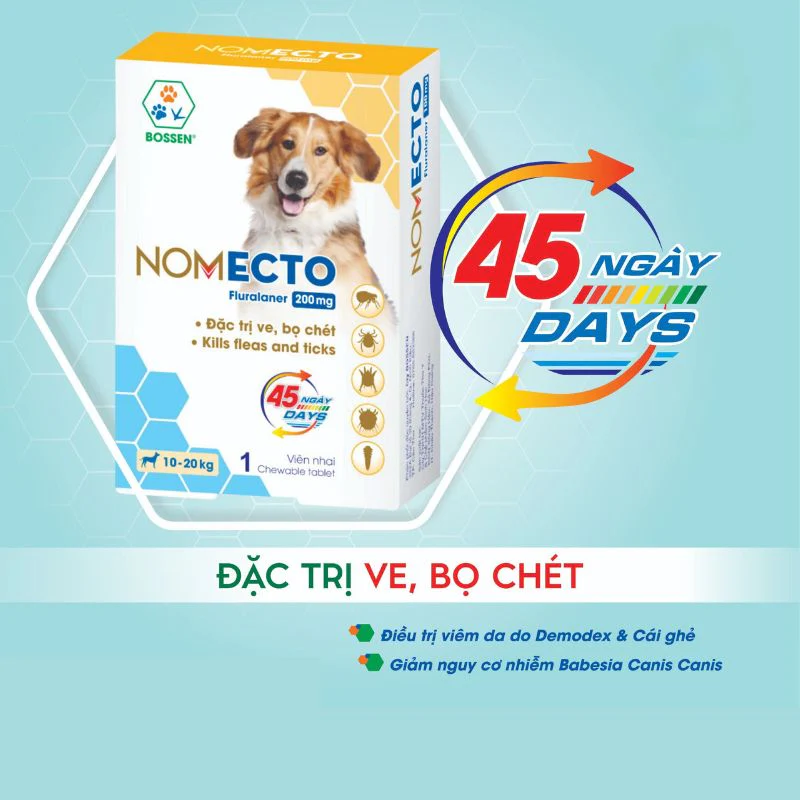 NOMECTO
Fluralaner 200 mg
BOSSEN®
NOMECTO
Fluralaner 200 mg
• Đặc trị ve, bọ chét
• Kills fleas and ticks
45 NGÀY
DAYS
10-20 kg
1 Viên nhai
Chewable tablet
NOMECTO
Fluralaner
45 NGÀY
DAYS
ĐẶC TRỊ VE, BỌ CHÉT
Điều trị viêm da do Demodex & Cái ghẻ
Giảm nguy cơ nhiễm Babesia Canis Canis